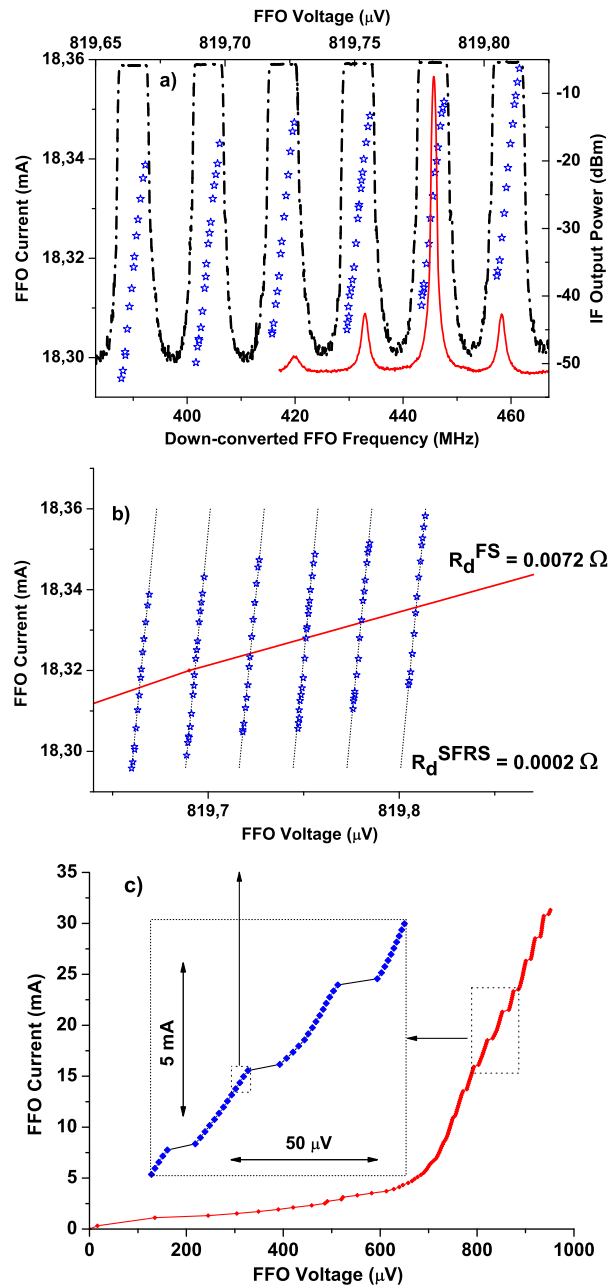 FFO Voltage (μV)
819,65 819,70 819,75 819,80
a)
18,36
18,34
18,32
18,30
FFO Current (mA)
-10
-20
-30
-40
-50
IF Output Power (dBm)
400 420 440 460
Down-converted FFO Frequency (MHz)
b)
18,36
18,34
18,32
18,30
FFO Current (mA)
R_d^FS = 0.0072 Ω
R_d^SFRS = 0.0002 Ω
819,7 819,8
FFO Voltage (μV)
c)
35
30
25
20
15
10
5
0
FFO Current (mA)
5 mA
50 μV
0 200 400 600 800 1000
FFO Voltage (μV)